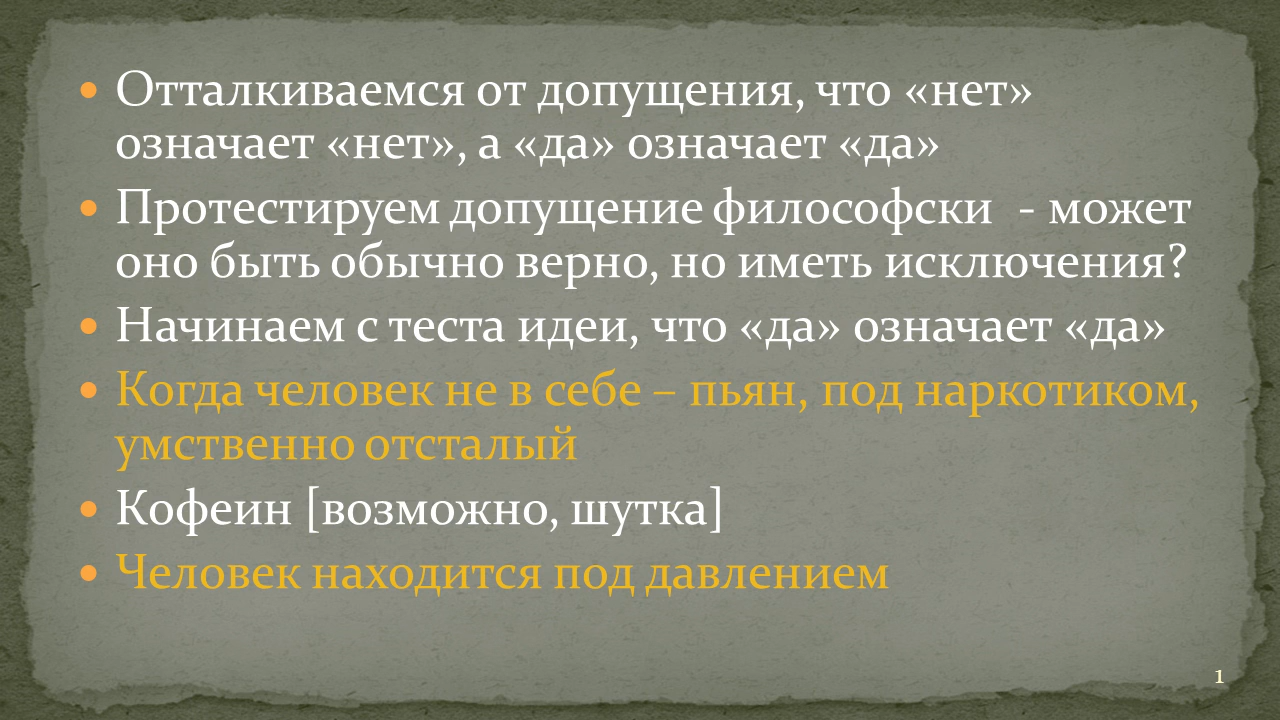 • Отталкиваемся от допущения, что «нет»
означает «нет», а «да» означает «да»
• Протестируем допущение философски - может
оно быть обычно верно, но иметь исключения?
• Начинаем с теста идеи, что «да» означает «да»
• Когда человек не в себе – пьян, под наркотиком,
умственно отсталый
• Кофеин [возможно, шутка]
• Человек находится под давлением
1